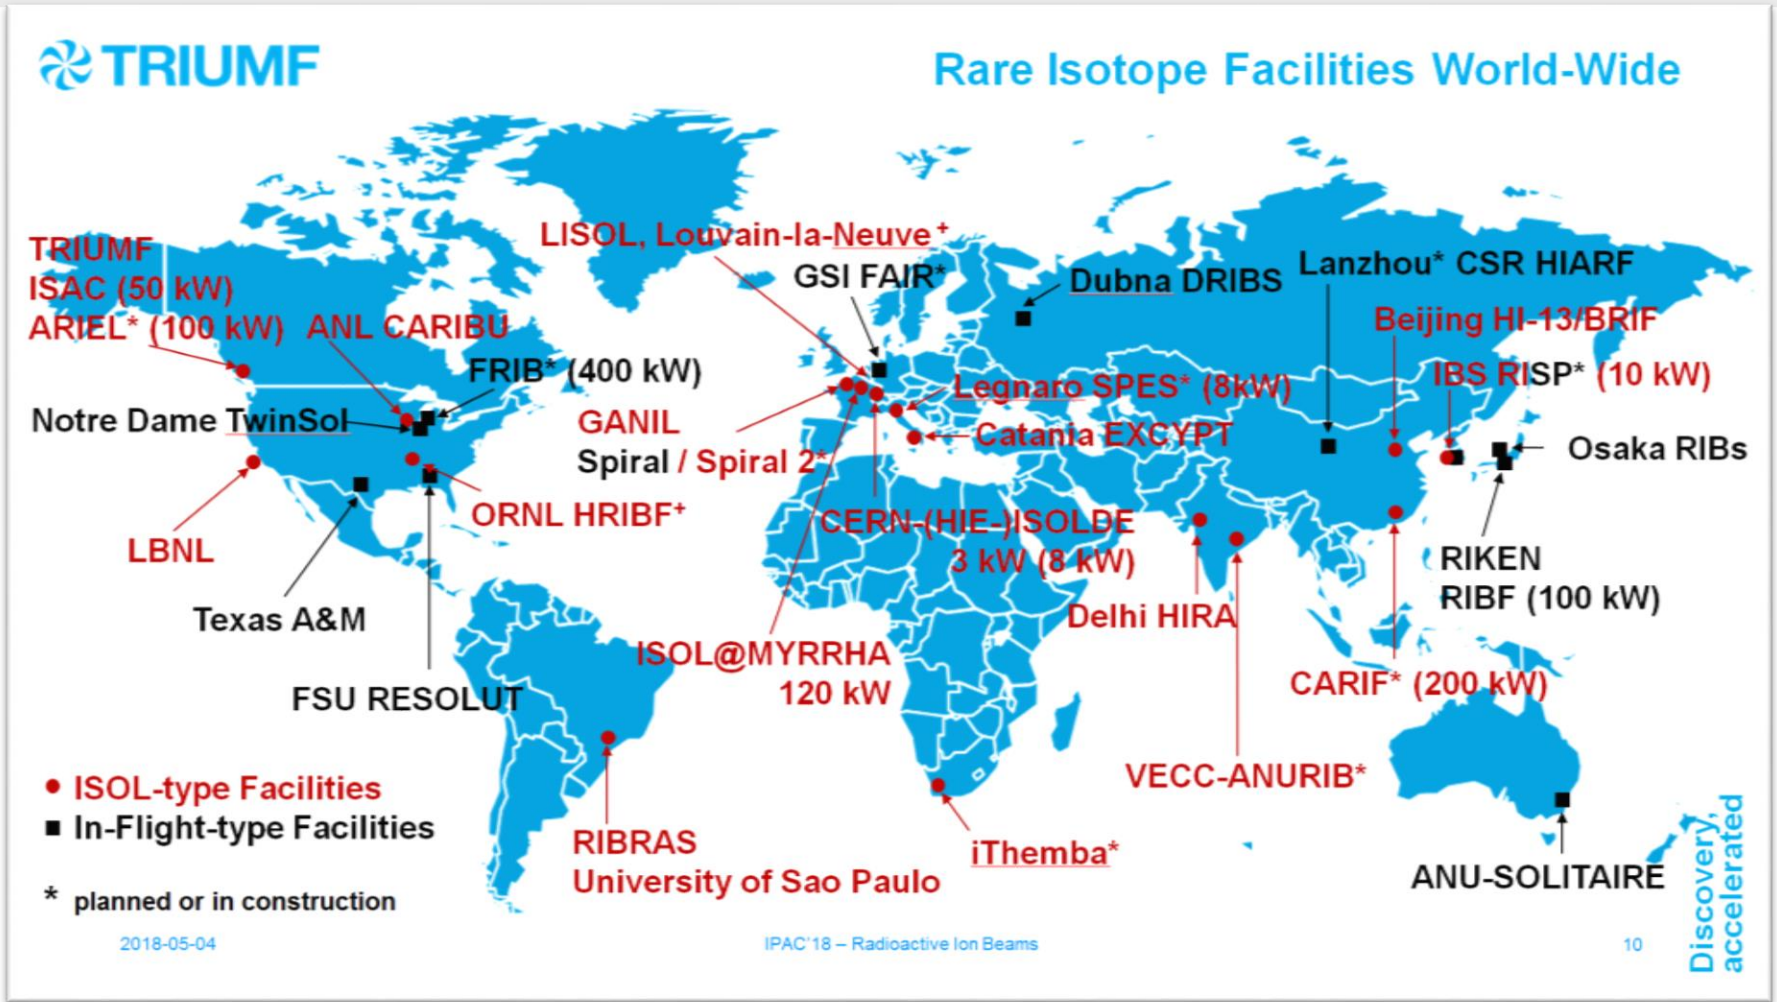 TRIUMF
Rare Isotope Facilities World-Wide
LISOL, Louvain-la-Neuve+
TRIUMF
ISAC (50 kW)
ARIEL* (100 kW)
ANL CARIBU
GSI FAIR*
Dubna DRIBS
Lanzhou* CSR HIARF
Beijing HI-13/BRIF
FRIB* (400 kW)
Legnaro SPES* (8kW)
IBS RISP* (10 kW)
Notre Dame TwinSol
GANIL
Spiral / Spiral 2*
Catania EXCYPT
Osaka RIBs
ORNL HRIBF+
CERN-(HIE-)ISOLDE
3 kW (8 kW)
LBNL
RIKEN
RIBF (100 kW)
Texas A&M
Delhi HIRA
ISOL@MYRRHA
120 kW
CARIF* (200 kW)
FSU RESOLUT
VECC-ANURIB*
● ISOL-type Facilities
■ In-Flight-type Facilities
RIBRAS
University of Sao Paulo
iThemba*
ANU-SOLITAIRE
* planned or in construction
2018-05-04
IPAC'18 – Radioactive Ion Beams
10
Discovery,
accelerated